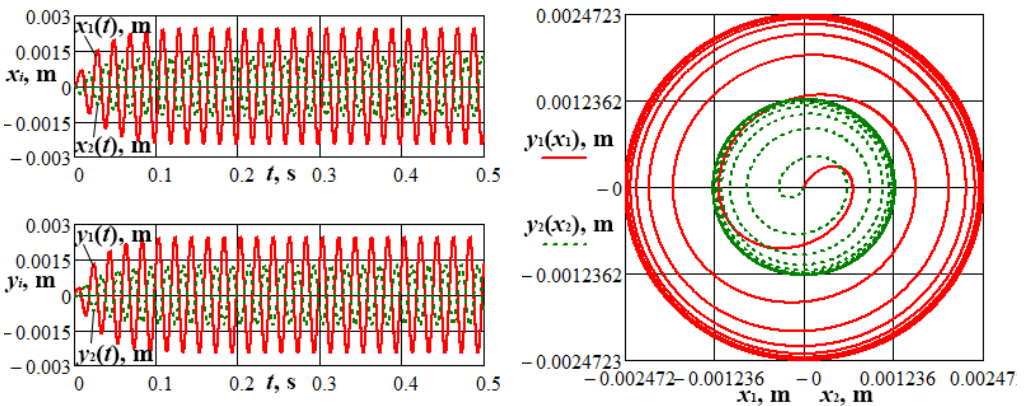 0.003
x₁(t), m
0.0015
xᵢ, m
0
−0.0015
x₂(t), m
−0.003
0 0.1 0.2 0.3 0.4 0.5
t, s
0.003
y₁(t), m
0.0015
yᵢ, m
0
−0.0015
y₂(t), m
−0.003
0 0.1 0.2 0.3 0.4 0.5
t, s
0.0024723
0.0012362
y₁(x₁), m
−0
y₂(x₂), m
−0.0012362
−0.0024723
−0.002472 −0.001236 −0 0.001236 0.002472
x₁, m x₂, m